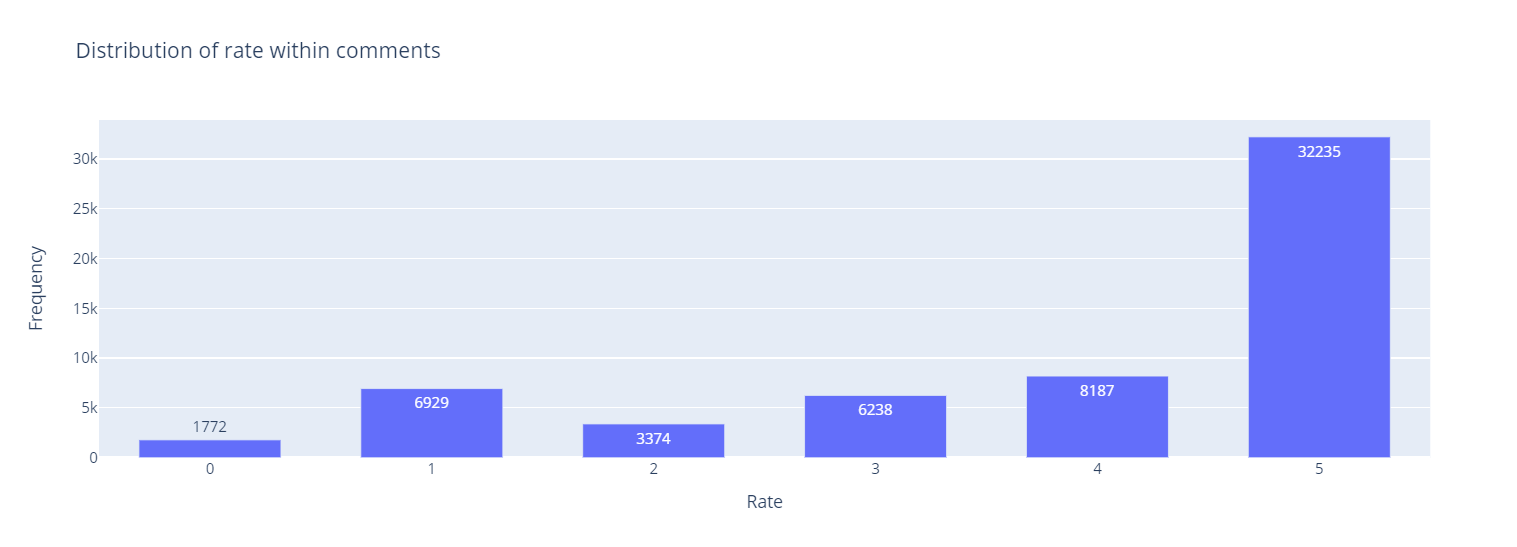 Distribution of rate within comments
30k
25k
20k
15k
10k
5k
0
Frequency
1772
6929
3374
6238
8187
32235
0 1 2 3 4 5
Rate